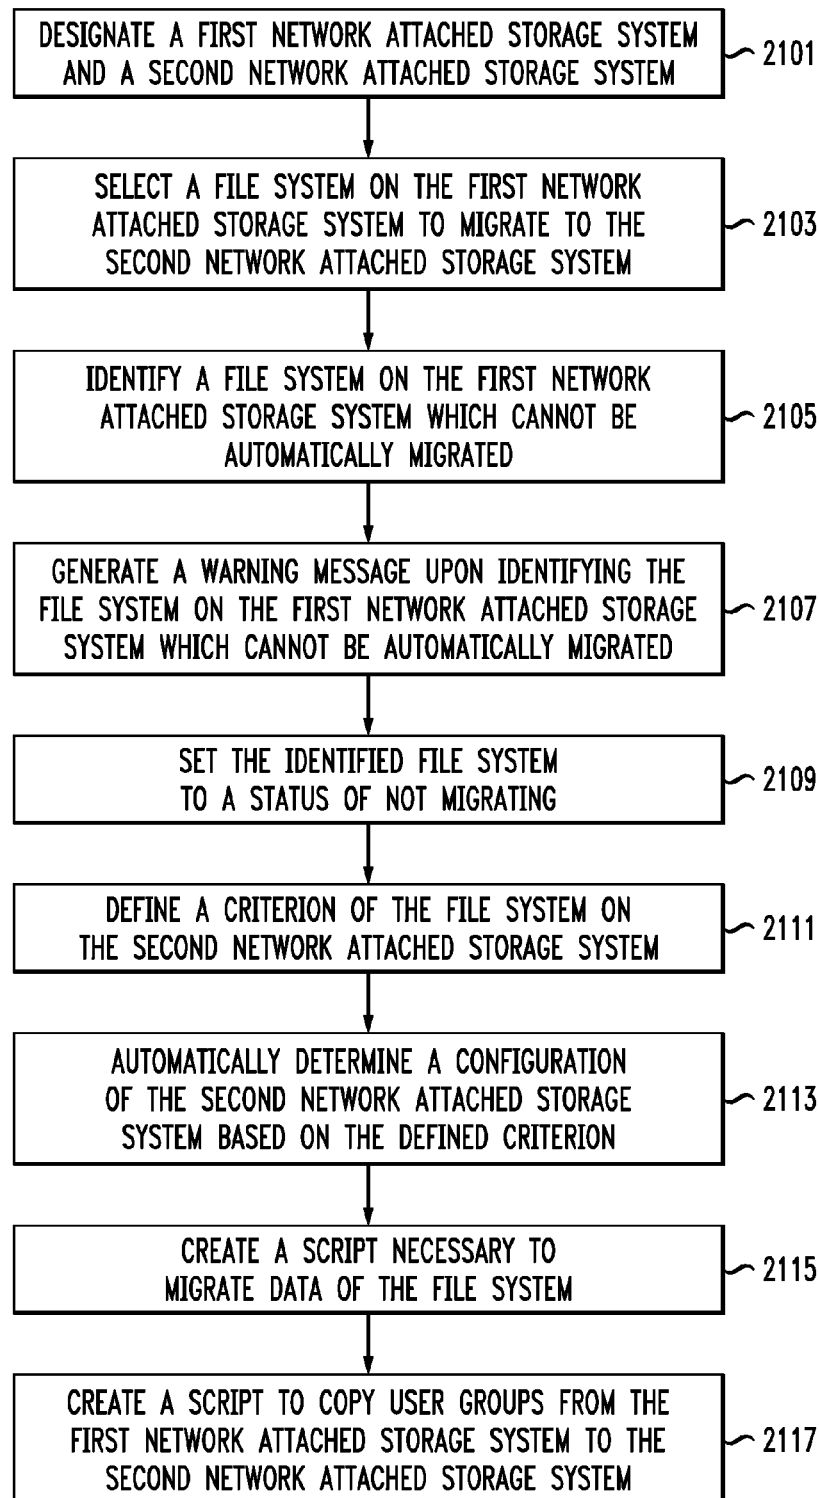 DESIGNATE A FIRST NETWORK ATTACHED STORAGE SYSTEM
AND A SECOND NETWORK ATTACHED STORAGE SYSTEM
2101
SELECT A FILE SYSTEM ON THE FIRST NETWORK
ATTACHED STORAGE SYSTEM TO MIGRATE TO THE
SECOND NETWORK ATTACHED STORAGE SYSTEM
2103
IDENTIFY A FILE SYSTEM ON THE FIRST NETWORK
ATTACHED STORAGE SYSTEM WHICH CANNOT BE
AUTOMATICALLY MIGRATED
2105
GENERATE A WARNING MESSAGE UPON IDENTIFYING THE
FILE SYSTEM ON THE FIRST NETWORK ATTACHED STORAGE
SYSTEM WHICH CANNOT BE AUTOMATICALLY MIGRATED
2107
SET THE IDENTIFIED FILE SYSTEM
TO A STATUS OF NOT MIGRATING
2109
DEFINE A CRITERION OF THE FILE SYSTEM ON
THE SECOND NETWORK ATTACHED STORAGE SYSTEM
2111
AUTOMATICALLY DETERMINE A CONFIGURATION
OF THE SECOND NETWORK ATTACHED STORAGE
SYSTEM BASED ON THE DEFINED CRITERION
2113
CREATE A SCRIPT NECESSARY TO
MIGRATE DATA OF THE FILE SYSTEM
2115
CREATE A SCRIPT TO COPY USER GROUPS FROM THE
FIRST NETWORK ATTACHED STORAGE SYSTEM TO THE
SECOND NETWORK ATTACHED STORAGE SYSTEM
2117